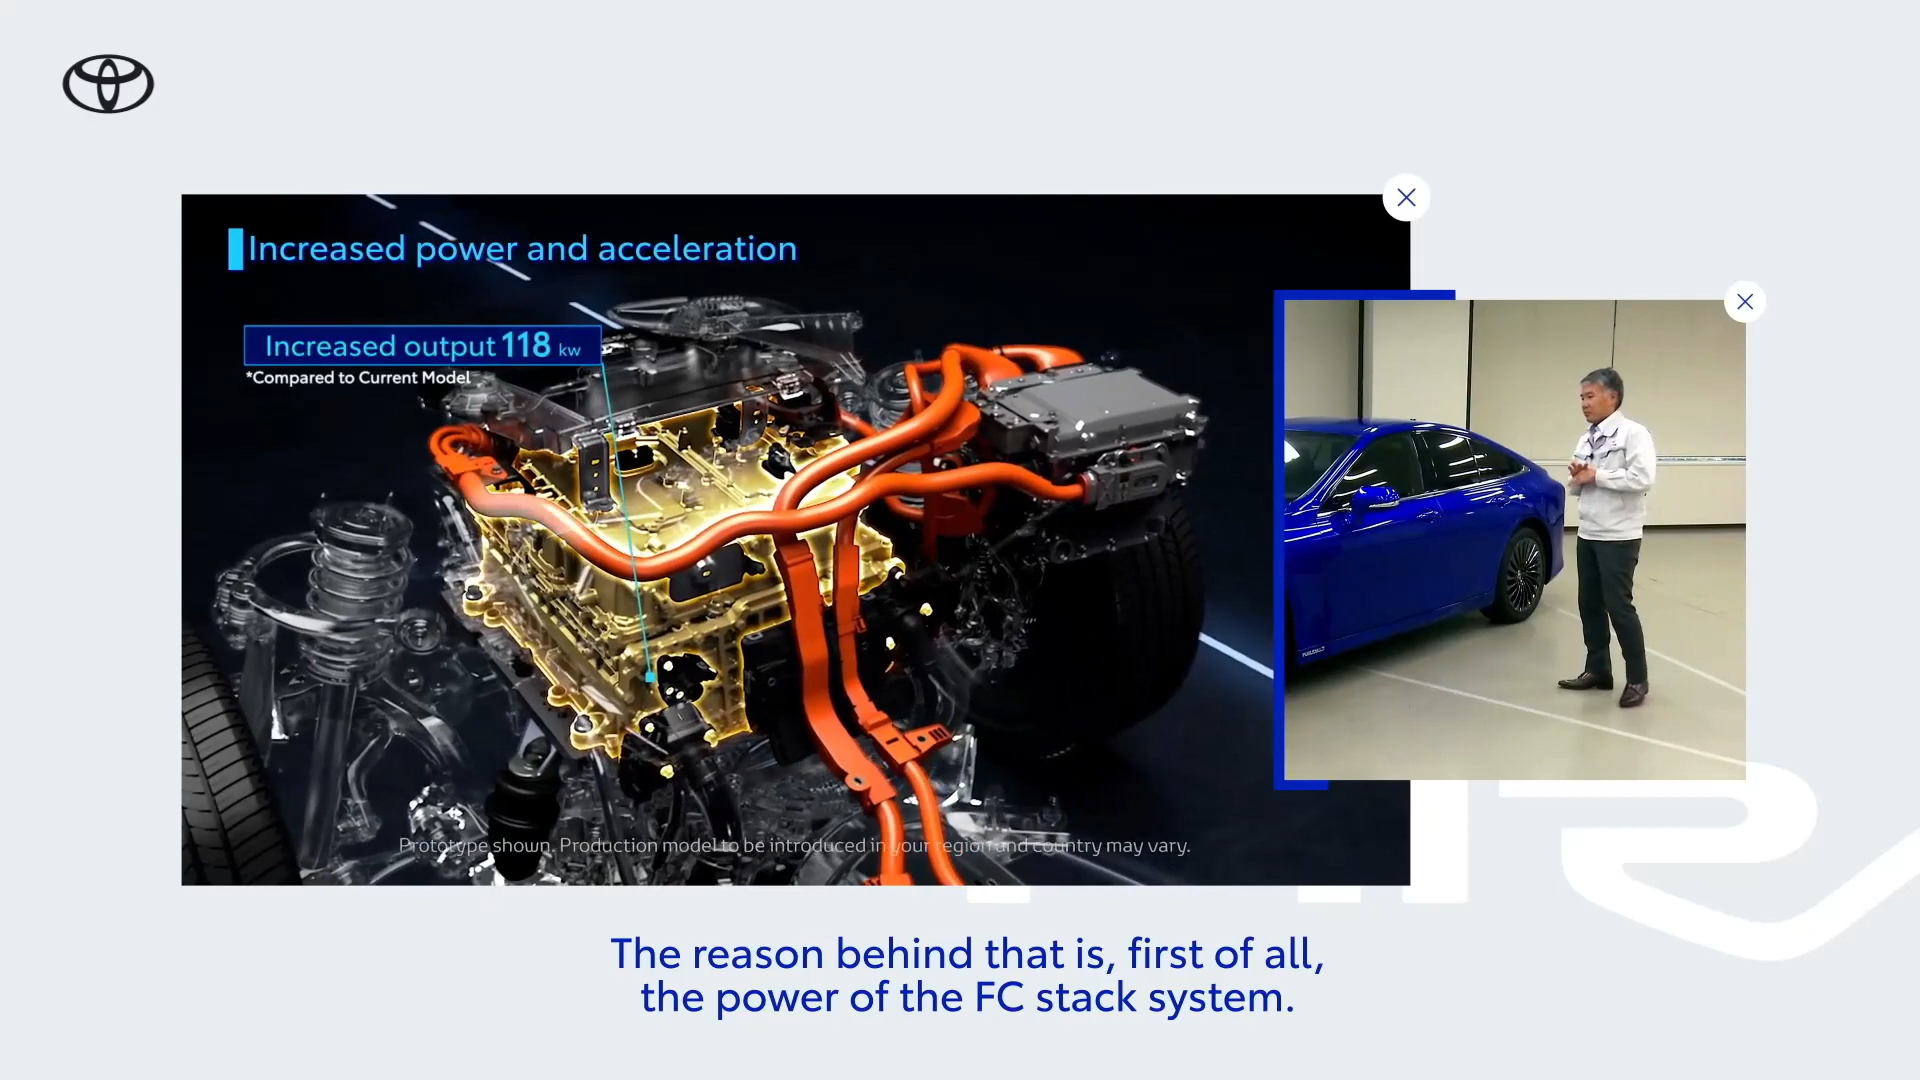 Increased power and acceleration
Increased output 118 kw
*Compared to Current Model
Prototype shown. Production model to be introduced in your region and country may vary.
The reason behind that is, first of all,
the power of the FC stack system.